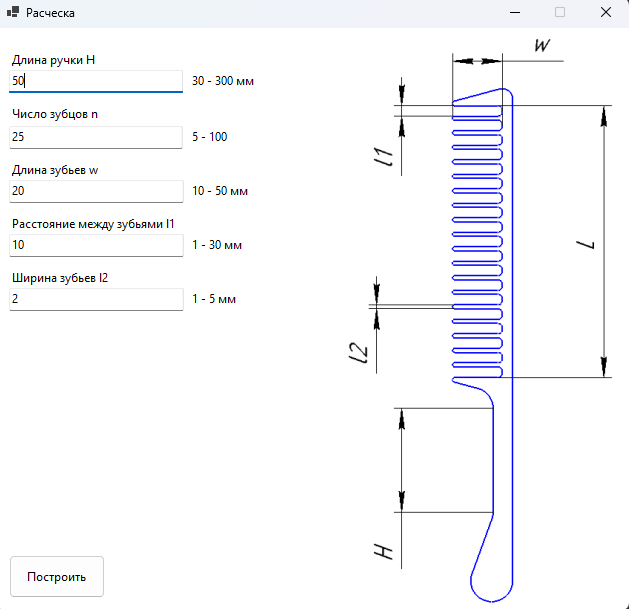 Расческа
Длина ручки H
50
30 - 300 мм
Число зубцов n
25
5 - 100
Длина зубьев w
20
10 - 50 мм
Расстояние между зубьями l1
10
1 - 30 мм
Ширина зубьев l2
2
1 - 5 мм
Построить
w
l1
L
l2
H